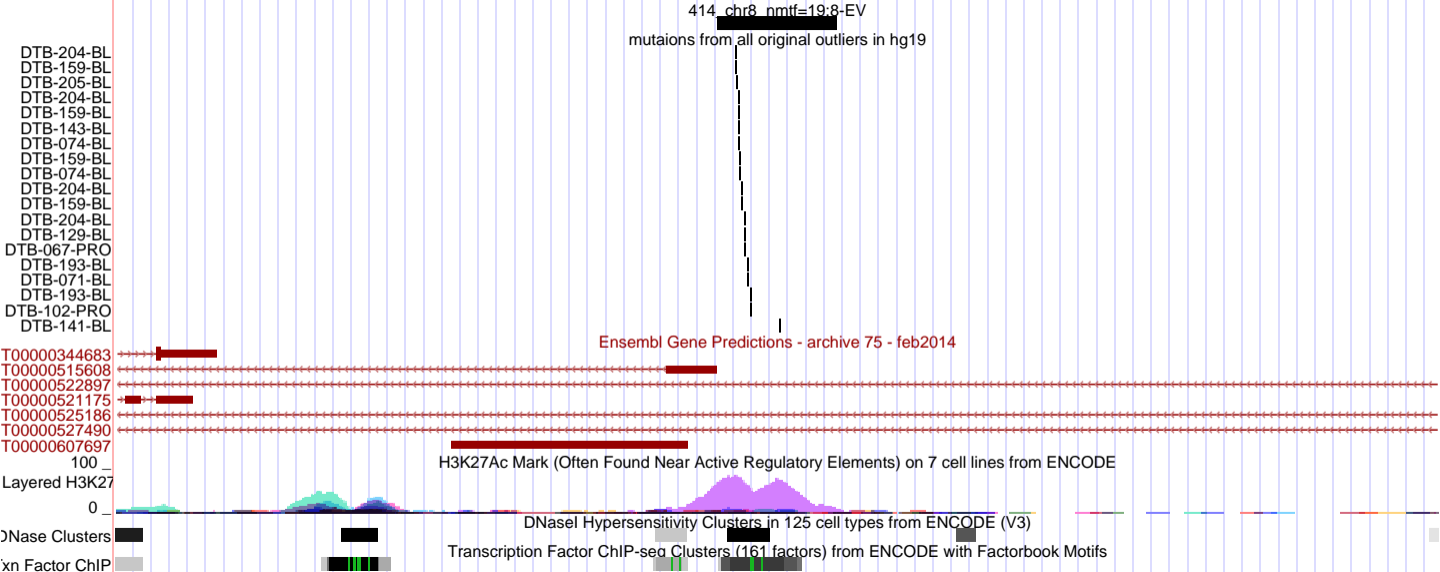 414_chr8_nmtf=19:8-EV
mutaions from all original outliers in hg19
DTB-204-BL
DTB-159-BL
DTB-205-BL
DTB-204-BL
DTB-159-BL
DTB-143-BL
DTB-074-BL
DTB-159-BL
DTB-074-BL
DTB-204-BL
DTB-159-BL
DTB-204-BL
DTB-129-BL
DTB-067-PRO
DTB-193-BL
DTB-071-BL
DTB-193-BL
DTB-102-PRO
DTB-141-BL
Ensembl Gene Predictions - archive 75 - feb2014
T00000344683
T00000515608
T00000522897
T00000521175
T00000525186
T00000527490
T00000607697
H3K27Ac Mark (Often Found Near Active Regulatory Elements) on 7 cell lines from ENCODE
100 _
Layered H3K27
0 _
DNaseI Hypersensitivity Clusters in 125 cell types from ENCODE (V3)
DNase Clusters
Transcription Factor ChIP-seq Clusters (161 factors) from ENCODE with Factorbook Motifs
xn Factor ChIP